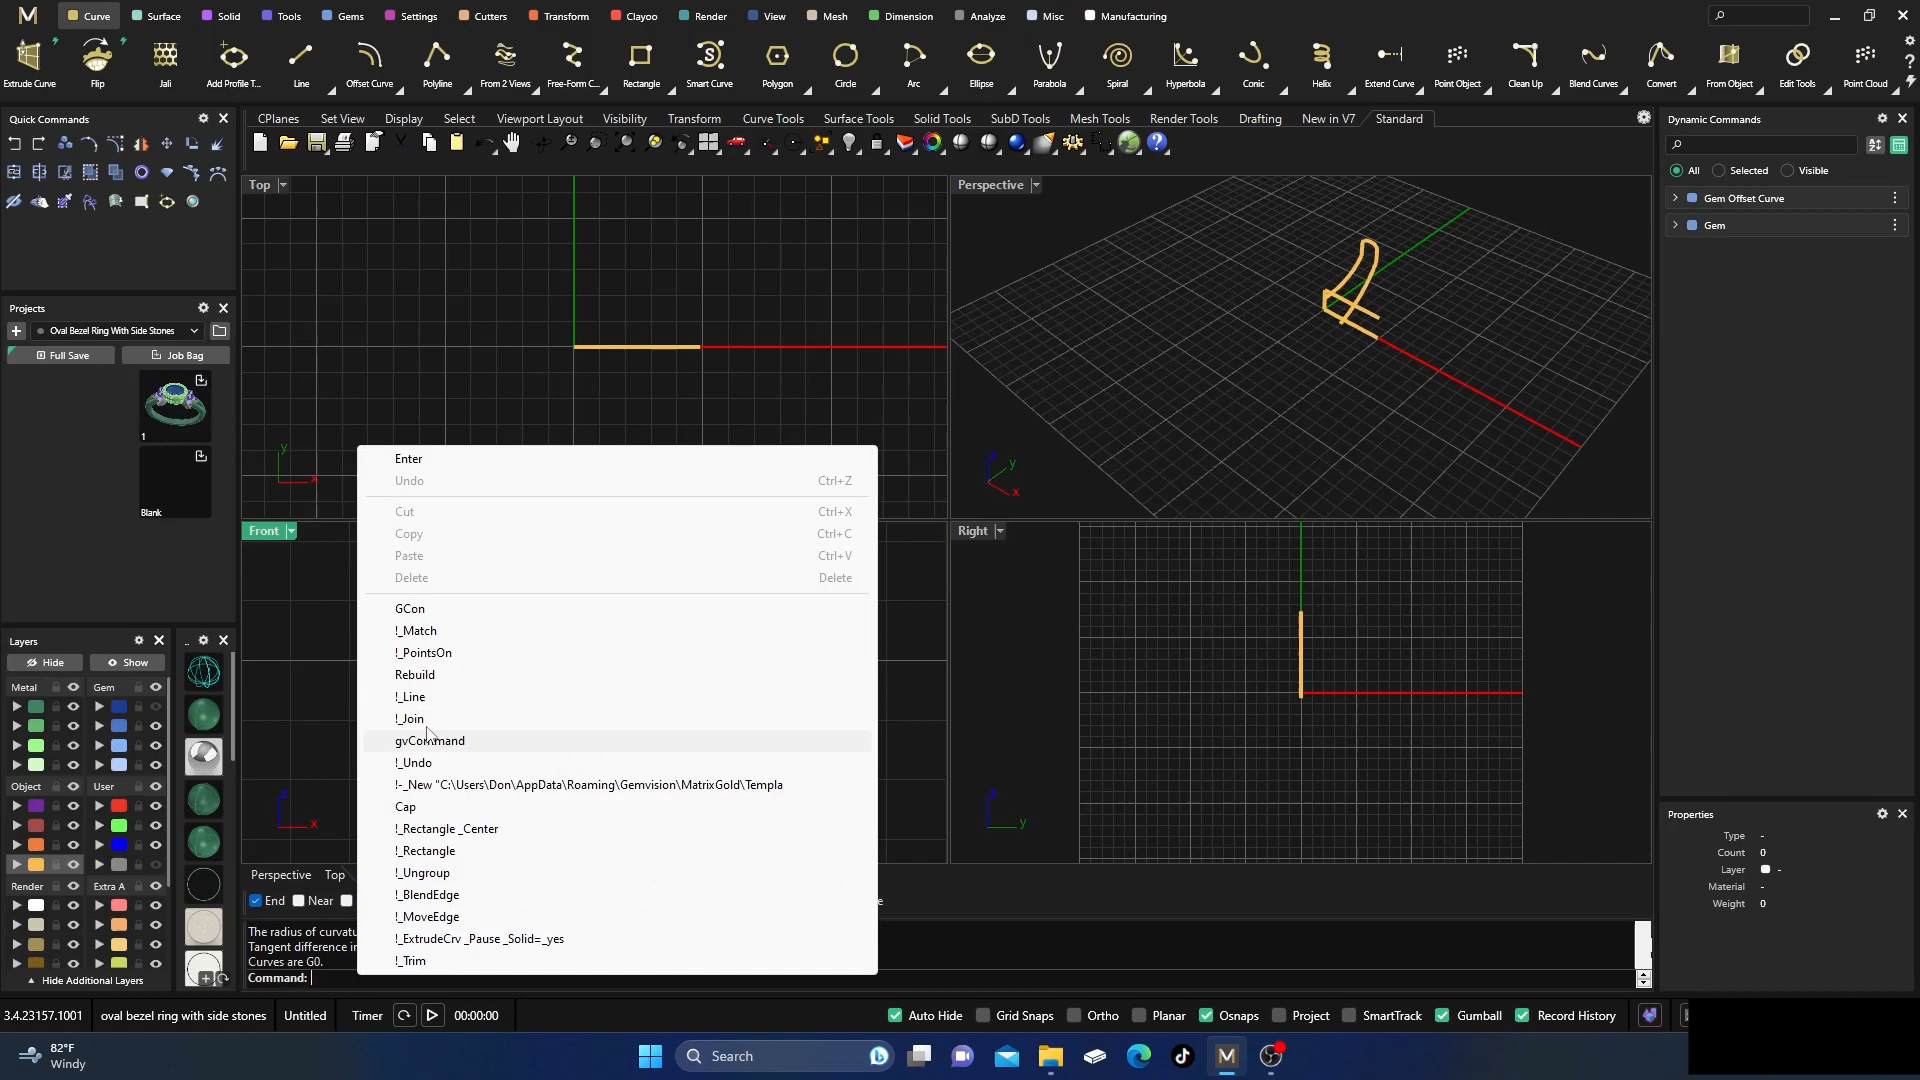 Curve Surface Solid Tools Gems Settings Cutters Transform Clayoo Render View Mesh Dimension Analyze Misc Manufacturing
Extrude Curve Flip Jali Add Profile T... Line Offset Curve Polyline From 2 Views Free-Form C... Rectangle Smart Curve Polygon Circle Arc Ellipse Parabola Spiral Hyperbola Conic Helix Extend Curve Point Object Clean Up Blend Curves Convert From Object Edit Tools Point Cloud
Quick Commands
CPlanes Set View Display Select Viewport Layout Visibility Transform Curve Tools Surface Tools Solid Tools SubD Tools Mesh Tools Render Tools Drafting New in V7 Standard
Top
Perspective
Projects
Oval Bezel Ring With Side Stones
Full Save Job Bag
1
Blank
y
x
z
y
x
Front
Right
Enter
Undo Ctrl+Z
Cut Ctrl+X
Copy Ctrl+C
Paste Ctrl+V
Delete Delete
GCon
!_Match
!_PointsOn
Rebuild
!_Line
!_Join
gvCommand
!_Undo
!-_New "C:\Users\Don\AppData\Roaming\Gemvision\MatrixGold\Templa
Cap
!_Rectangle _Center
!_Rectangle
!_Ungroup
!_BlendEdge
!_MoveEdge
!_ExtrudeCrv _Pause _Solid=_yes
!_Trim
z
x
z
y
Layers
Hide Show
Metal Gem
Object User
Render Extra A
Hide Additional Layers
Perspective Top
End Near
The radius of curvatu
Tangent difference in
Curves are G0.
Command:
Dynamic Commands
All Selected Visible
Gem Offset Curve
Gem
Properties
Type -
Count 0
Layer -
Material -
Weight 0
3.4.23157.1001 oval bezel ring with side stones Untitled Timer 00:00:00 Auto Hide Grid Snaps Ortho Planar Osnaps Project SmartTrack Gumball Record History
82°F
Windy
Search